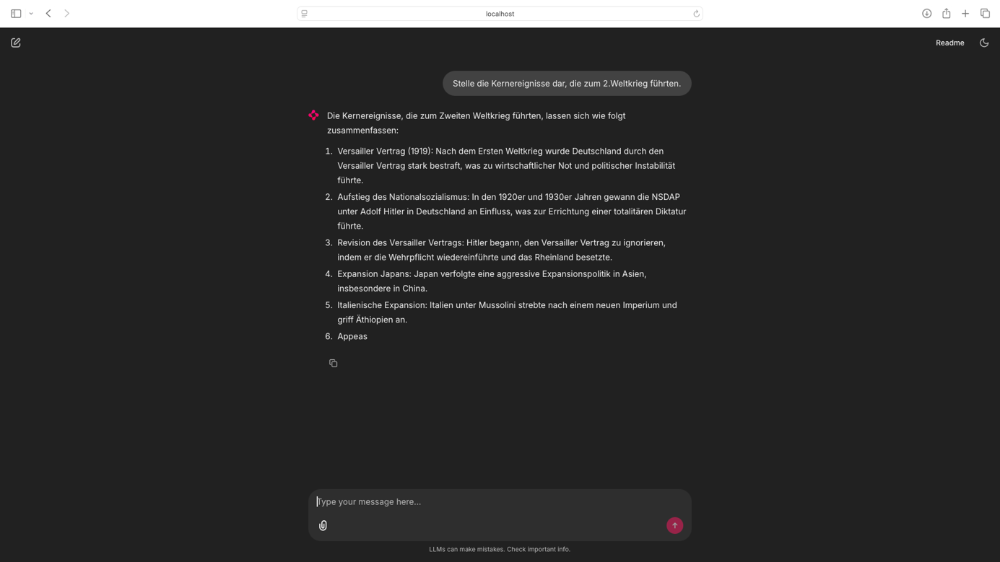 localhost
Readme
Stelle die Kernereignisse dar, die zum 2.Weltkrieg führten.
Die Kernereignisse, die zum Zweiten Weltkrieg führten, lassen sich wie folgt
zusammenfassen:
1. Versailler Vertrag (1919): Nach dem Ersten Weltkrieg wurde Deutschland durch den
Versailler Vertrag stark bestraft, was zu wirtschaftlicher Not und politischer Instabilität
führte.
2. Aufstieg des Nationalsozialismus: In den 1920er und 1930er Jahren gewann die NSDAP
unter Adolf Hitler in Deutschland an Einfluss, was zur Errichtung einer totalitären Diktatur
führte.
3. Revision des Versailler Vertrags: Hitler begann, den Versailler Vertrag zu ignorieren,
indem er die Wehrpflicht wiedereinführte und das Rheinland besetzte.
4. Expansion Japans: Japan verfolgte eine aggressive Expansionspolitik in Asien,
insbesondere in China.
5. Italienische Expansion: Italien unter Mussolini strebte nach einem neuen Imperium und
griff Äthiopien an.
6. Appeas
Type your message here...
LLMs can make mistakes. Check important info.